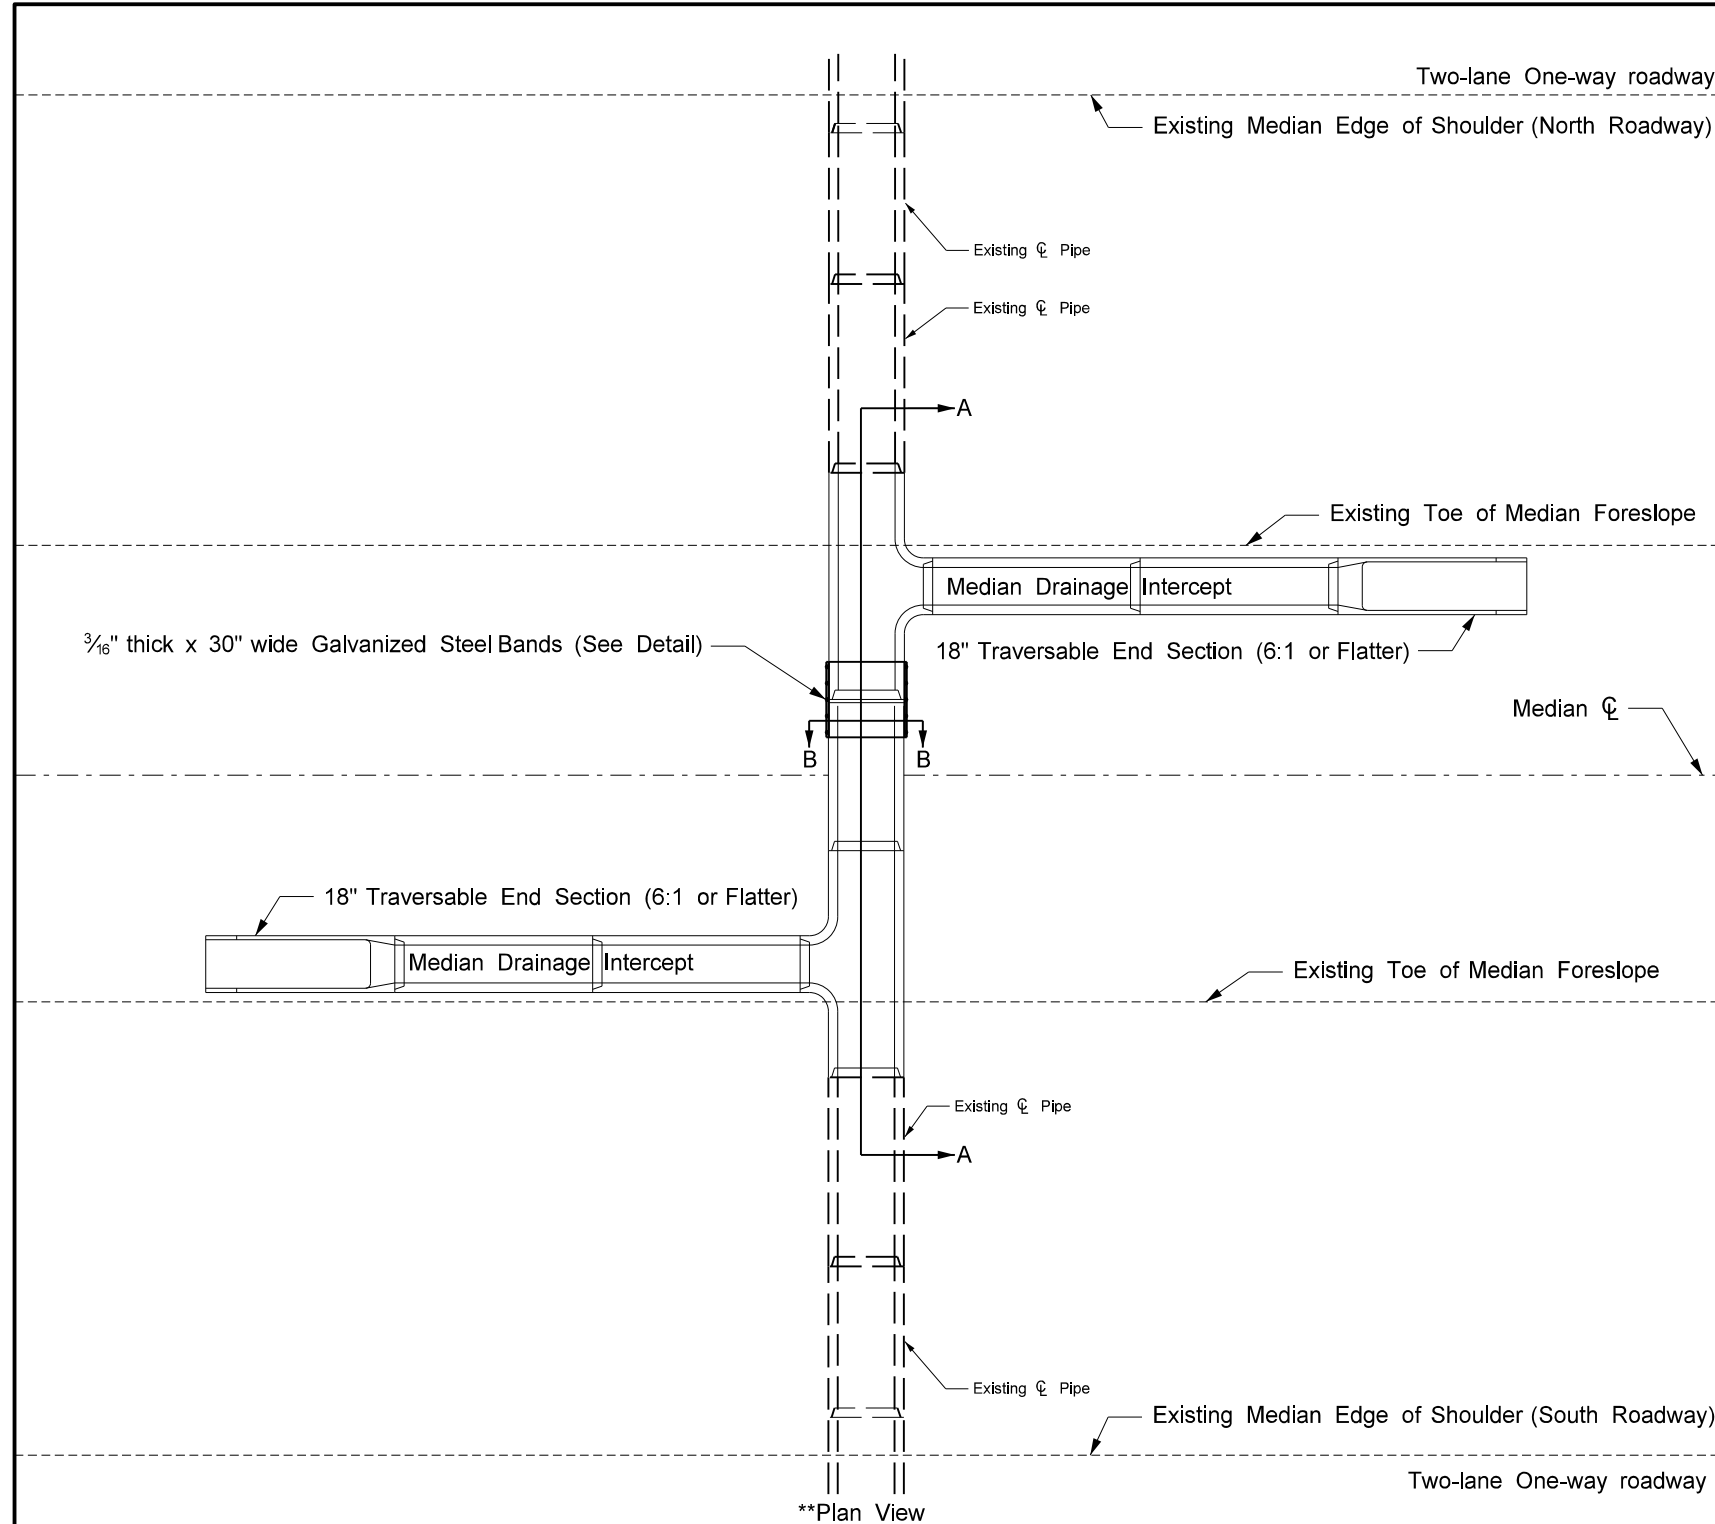 Two-lane One-way roadway
Existing Median Edge of Shoulder (North Roadway)
Existing ℄ Pipe
Existing ℄ Pipe
A
Existing Toe of Median Foreslope
Median Drainage Intercept
3⁄16" thick x 30" wide Galvanized Steel Bands (See Detail)
18" Traversable End Section (6:1 or Flatter)
Median ℄
B B
18" Traversable End Section (6:1 or Flatter)
Median Drainage Intercept
Existing Toe of Median Foreslope
Existing ℄ Pipe
A
Existing ℄ Pipe
Existing Median Edge of Shoulder (South Roadway)
Two-lane One-way roadway
**Plan View